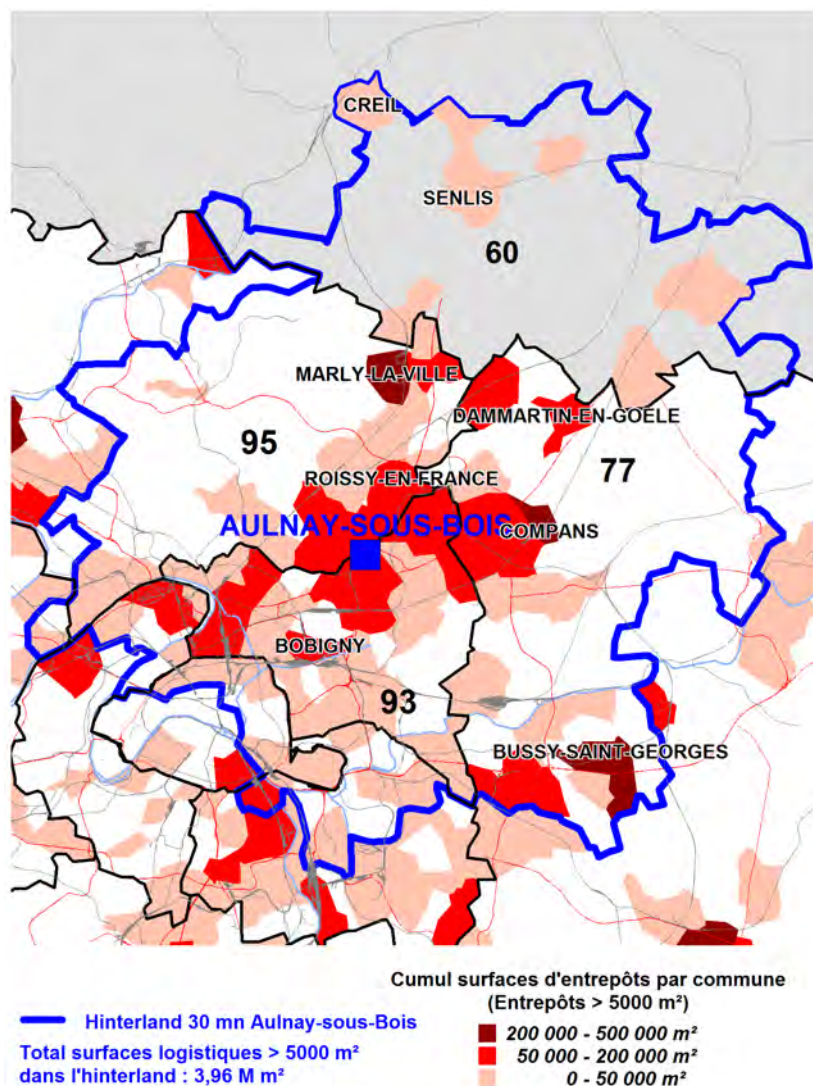 CREIL
SENLIS
60
MARLY-LA-VILLE
DAMMARTIN-EN-GOËLE
95
77
ROISSY-EN-FRANCE
AULNAY-SOUS-BOIS
COMPANS
BOBIGNY
93
BUSSY-SAINT-GEORGES
Cumul surfaces d'entrepôts par commune
(Entrepôts > 5000 m²)
Hinterland 30 mn Aulnay-sous-Bois
200 000 - 500 000 m²
Total surfaces logistiques > 5000 m²
50 000 - 200 000 m²
dans l'hinterland : 3,96 M m²
0 - 50 000 m²